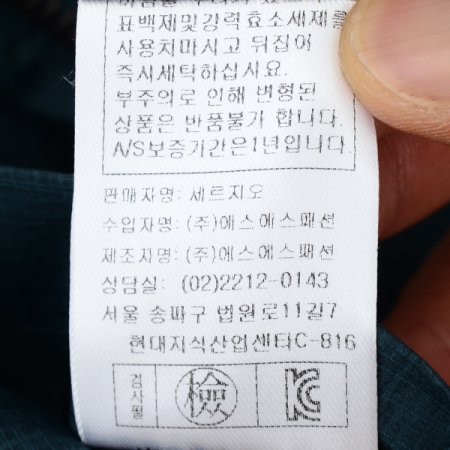 표백제및강력효소세제를
사용치마시고 뒤집어
즉시세탁하십시요.
부주의로 인해 변형된
상품은 반품불가 합니다.
A/S보증기간은1년입니다.
판매자명: 세르지오
수입자명: (주)에스에스패션
제조자명: (주)에스에스패션
상담실: (02)2212-0143
서울 송파구 법원로11길7
현대지식산업센타C-816
검사필 檢 KC